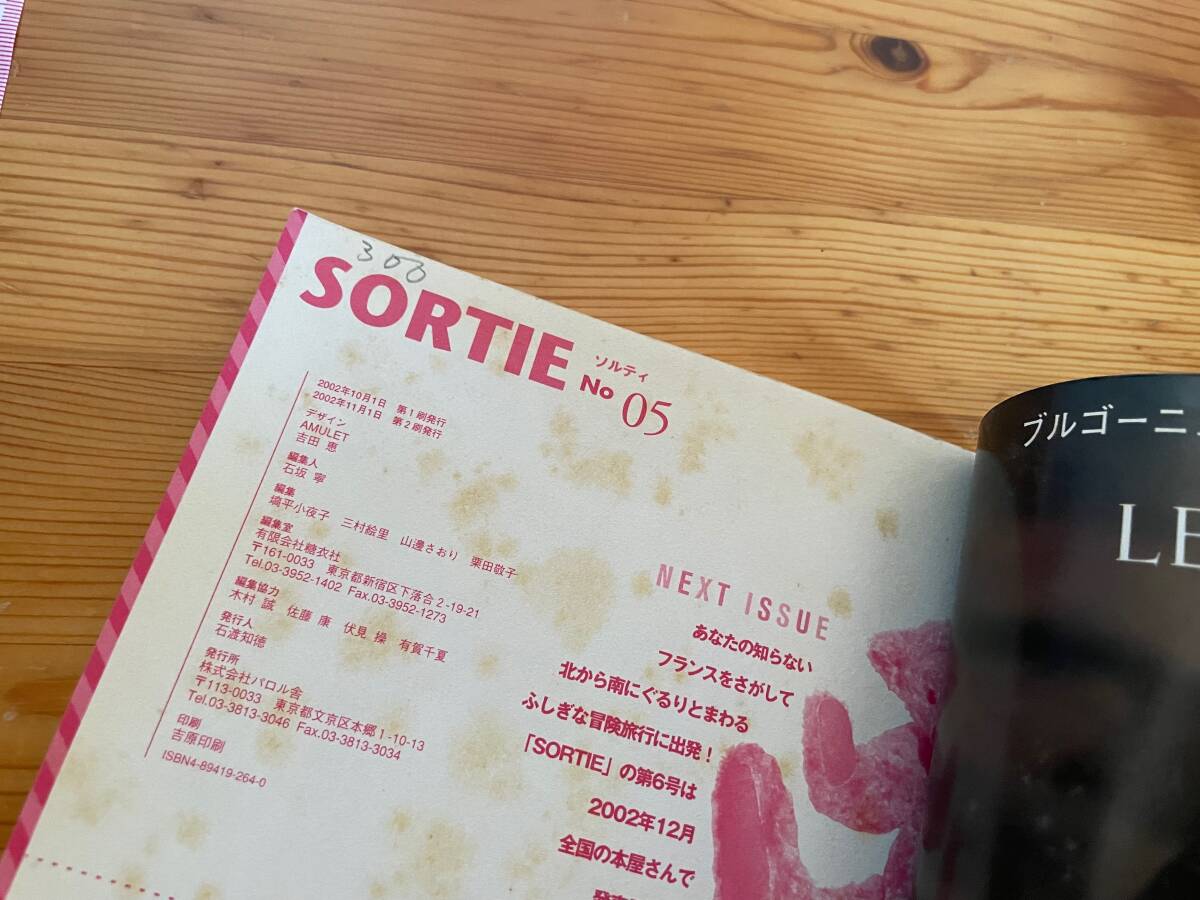 300
SORTIE No 05
ソルティ
2002年10月1日 第1刷発行
2002年11月1日 第2刷発行
デザイン
AMULET
吉田 恵
編集人
石坂 寧
編集
塙平小夜子 三村絵里 山邊さおり 栗田敬子
編集室
有限会社糖衣社
〒161-0033 東京都新宿区下落合2-19-21
Tel.03-3952-1402 Fax.03-3952-1273
編集協力
木村 誠 佐藤 康 伏見 操 有賀千夏
発行人
石渡知徳
発行所
株式会社パロル舎
〒113-0033 東京都文京区本郷1-10-13
Tel.03-3813-3046 Fax.03-3813-3034
印刷
吉原印刷
ISBN4-89419-264-0
NEXT ISSUE
あなたの知らない
フランスをさがして
北から南にぐるりとまわる
ふしぎな冒険旅行に出発！
「SORTIE」の第6号は
2002年12月
全国の本屋さんで
ブルゴーニュ
LE